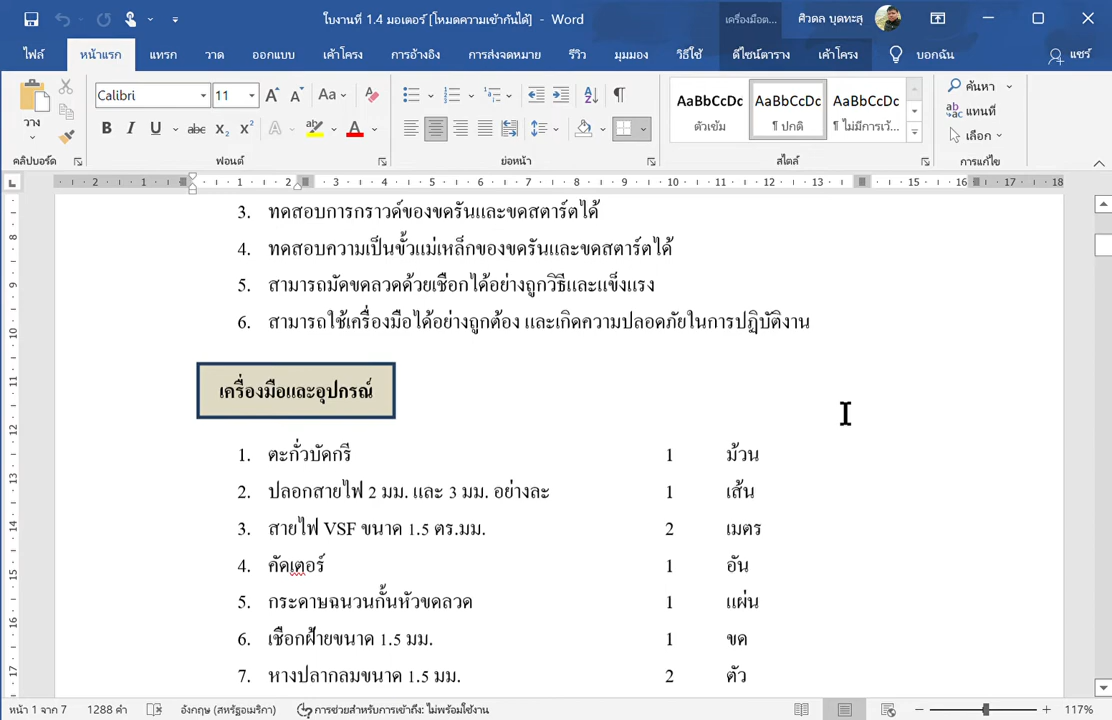 ใบงานที่ 1.4 มอเตอร์ [โหมดความเข้ากันได้] - Word
เครื่องมือต...
ศิวดล บุดทะสุ
ไฟล์ หน้าแรก แทรก วาด ออกแบบ เค้าโครง การอ้างอิง การส่งจดหมาย รีวิว มุมมอง วิธีใช้ ดีไซน์ตาราง เค้าโครง บอกฉัน แชร์
วาง
คลิปบอร์ด
Calibri 11
ฟอนต์
ย่อหน้า
AaBbCcDc AaBbCcDc AaBbCcDc
ตัวเข้ม ¶ ปกติ ¶ ไม่มีการเว้...
สไตล์
ค้นหา
แทนที่
เลือก
การแก้ไข
2 1 1 2 3 4 5 6 7 8 9 10 11 12 13 15 16 17 18
3. ทดสอบการกราวด์ของขดรันและขดสตาร์ตได้
4. ทดสอบความเป็นขั้วแม่เหล็กของขดรันและขดสตาร์ตได้
5. สามารถมัดขดลวดด้วยเชือกได้อย่างถูกวิธีและแข็งแรง
6. สามารถใช้เครื่องมือได้อย่างถูกต้อง และเกิดความปลอดภัยในการปฏิบัติงาน
เครื่องมือและอุปกรณ์
1. ตะกั่วบัดกรี 1 ม้วน
2. ปลอกสายไฟ 2 มม. และ 3 มม. อย่างละ 1 เส้น
3. สายไฟ VSF ขนาด 1.5 ตร.มม. 2 เมตร
4. คัดเตอร์ 1 อัน
5. กระดาษฉนวนกั้นหัวขดลวด 1 แผ่น
6. เชือกฝ้ายขนาด 1.5 มม. 1 ขด
7. หางปลากลมขนาด 1.5 มม. 2 ตัว
หน้า 1 จาก 7 1288 คำ อังกฤษ (สหรัฐอเมริกา) การช่วยสำหรับการเข้าถึง: ไม่พร้อมใช้งาน 117%